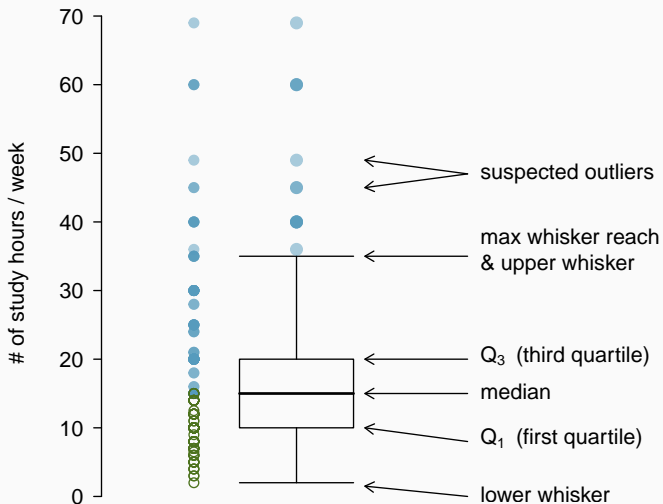 # of study hours / week
70
60
50
40
30
20
10
0
suspected outliers
max whisker reach
& upper whisker
Q₃ (third quartile)
median
Q₁ (first quartile)
lower whisker